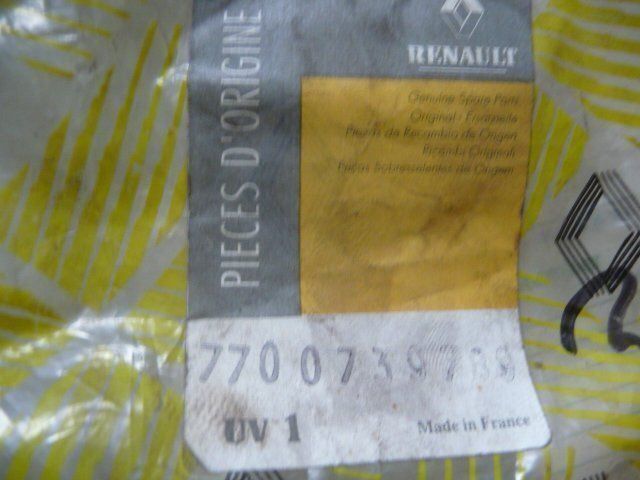 RENAULT
PIECES D'ORIGINE
Genuine Spare Parts
Original - Ersatzteile
Piezas de Recambio de Origen
Ricambi Originali
Peças Sobresselentes de Origem
7700739789
UV 1
Made in France